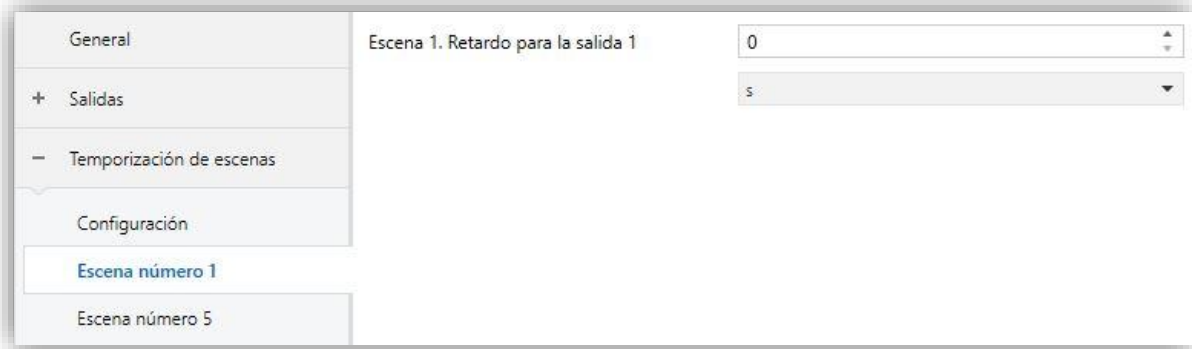 General
Escena 1. Retardo para la salida 1
0
s
+ Salidas
− Temporización de escenas
Configuración
Escena número 1
Escena número 5